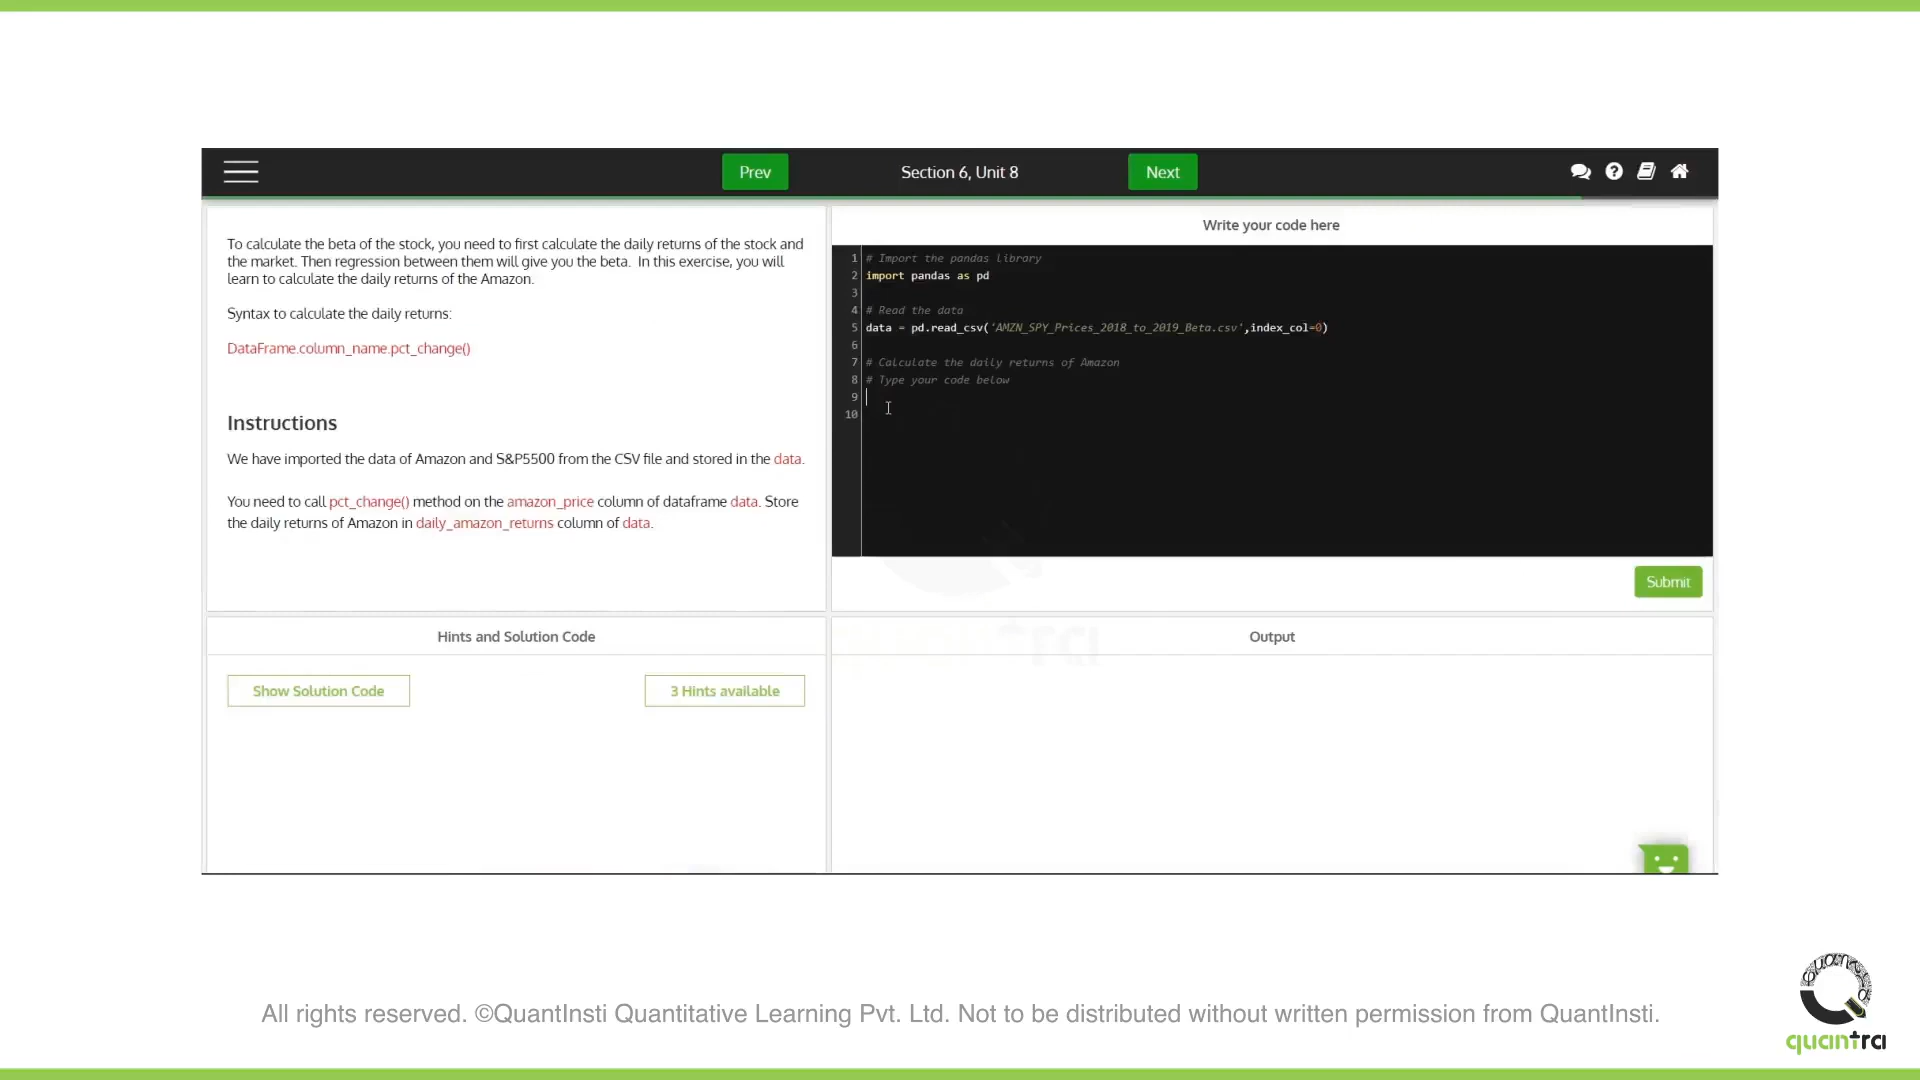 Prev
Section 6, Unit 8
Next
To calculate the beta of the stock, you need to first calculate the daily returns of the stock and
the market. Then regression between them will give you the beta. In this exercise, you will
learn to calculate the daily returns of the Amazon.
Syntax to calculate the daily returns:
DataFrame.column_name.pct_change()
Instructions
We have imported the data of Amazon and S&P5500 from the CSV file and stored in the data.
You need to call pct_change() method on the amazon_price column of dataframe data. Store
the daily returns of Amazon in daily_amazon_returns column of data.
Write your code here
1 # Import the pandas library
2 import pandas as pd
3
4 # Read the data
5 data = pd.read_csv('AMZN_SPY_Prices_2018_to_2019_Beta.csv',index_col=0)
6
7 # Calculate the daily returns of Amazon
8 # Type your code below
9
10
Submit
Hints and Solution Code
Show Solution Code
3 Hints available
Output
All rights reserved. ©QuantInsti Quantitative Learning Pvt. Ltd. Not to be distributed without written permission from QuantInsti.
quantra